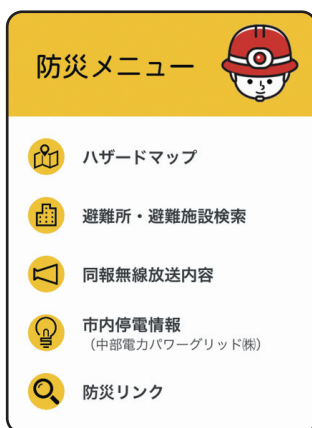 防災メニュー
ハザードマップ
避難所・避難施設検索
同報無線放送内容
市内停電情報
（中部電力パワーグリッド㈱）
防災リンク